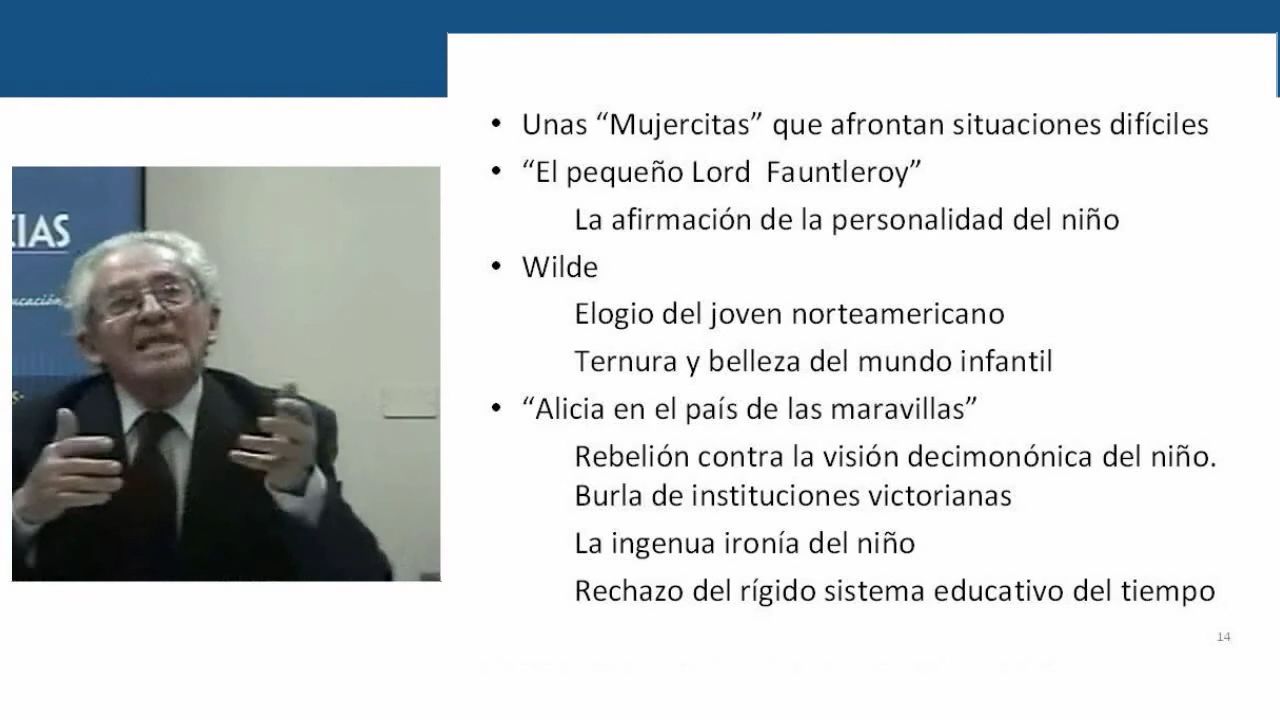 • Unas “Mujercitas” que afrontan situaciones difíciles
• “El pequeño Lord  Fauntleroy”
La afirmación de la personalidad del niño
• Wilde
Elogio del joven norteamericano
Ternura y belleza del mundo infantil
• “Alicia en el país de las maravillas”
Rebelión contra la visión decimonónica del niño.
Burla de instituciones victorianas
La ingenua ironía del niño
Rechazo del rígido sistema educativo del tiempo
14